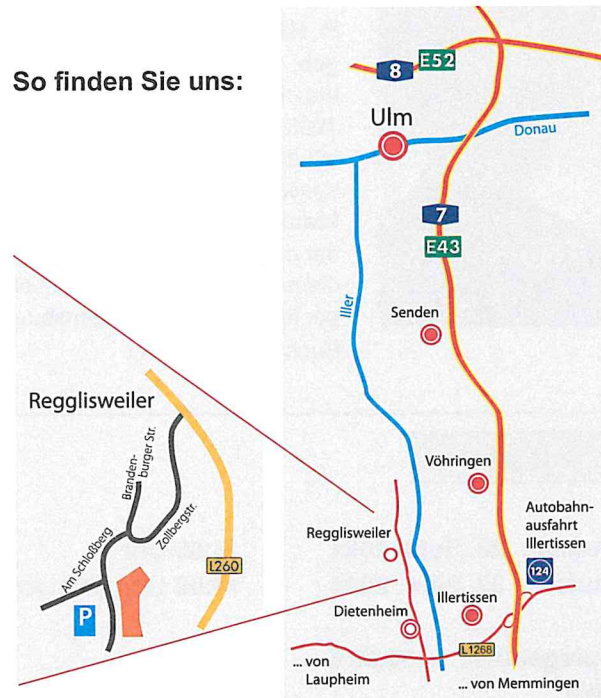 So finden Sie uns:
8
E52
Ulm
Donau
7
E43
Iller
Senden
Vöhringen
Autobahn-
ausfahrt
Illertissen
124
Regglisweiler
Dietenheim
Illertissen
L1268
... von
Laupheim
... von Memmingen
Regglisweiler
Branden-
burger Str.
Zollbergstr.
Am Schloßberg
L260
P